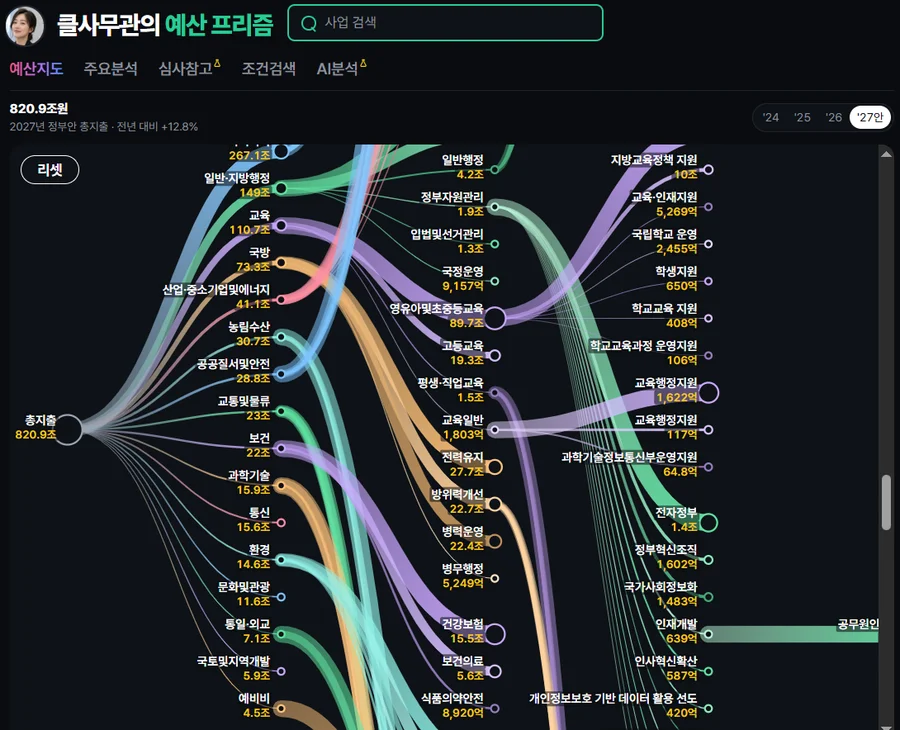 클사무관의 예산 프리즘
사업 검색
예산지도 주요분석 심사참고 조건검색 AI분석
820.9조원
2027년 정부안 총지출 · 전년 대비 +12.8%
'24 '25 '26 '27안
리셋
총지출
820.9조
267.1조
일반·지방행정
149조
교육
110.7조
국방
73.3조
산업·중소기업및에너지
41.1조
농림수산
30.7조
공공질서및안전
28.8조
교통및물류
23조
보건
22조
과학기술
15.9조
통신
15.6조
환경
14.6조
문화및관광
11.6조
통일·외교
7.1조
국토및지역개발
5.9조
예비비
4.5조
일반행정
4.2조
정부자원관리
1.9조
입법및선거관리
1.3조
국정운영
9,157억
영유아및초중등교육
89.7조
고등교육
19.3조
평생·직업교육
1.5조
교육일반
1,803억
전력유지
27.7조
방위력개선
22.7조
병력운영
22.4조
병무행정
5,249억
건강보험
15.5조
보건의료
5.6조
식품의약안전
8,920억
지방교육정책 지원
10조
교육·인재지원
5,269억
국립학교 운영
2,455억
학생지원
650억
학교교육 지원
408억
학교교육과정 운영지원
106억
교육행정지원
1,622억
교육행정지원
117억
과학기술정보통신부운영지원
64.8억
전자정부
1.4조
정부혁신조직
1,602억
국가사회정보화
1,483억
인재개발
639억
인사혁신확산
587억
개인정보보호 기반 데이터 활용 선도
420억
공무원인